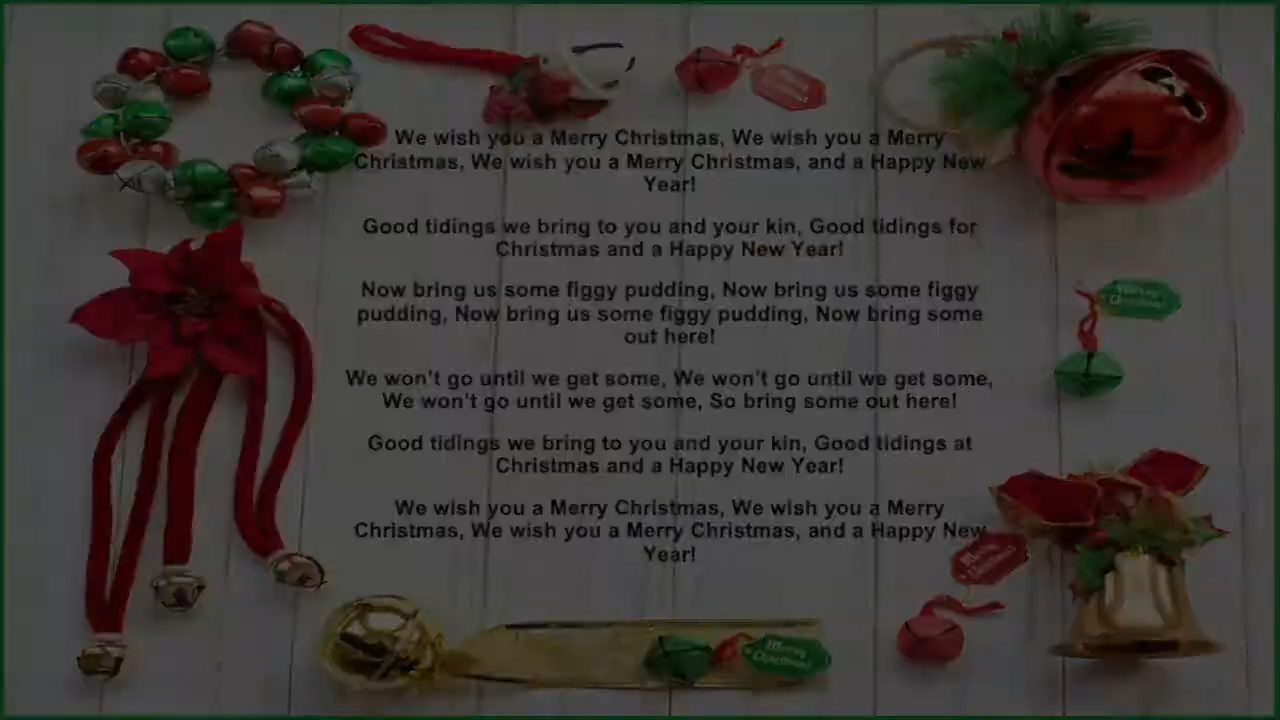 We wish you a Merry Christmas, We wish you a Merry
Christmas, We wish you a Merry Christmas, and a Happy New
Year!
Good tidings we bring to you and your kin, Good tidings for
Christmas and a Happy New Year!
Now bring us some figgy pudding, Now bring us some figgy
pudding, Now bring us some figgy pudding, Now bring some
out here!
We won't go until we get some, We won't go until we get some,
We won't go until we get some, So bring some out here!
Good tidings we bring to you and your kin, Good tidings at
Christmas and a Happy New Year!
We wish you a Merry Christmas, We wish you a Merry
Christmas, We wish you a Merry Christmas, and a Happy New
Year!
Merry
Christmas
Merry
Christmas
Merry
Christmas